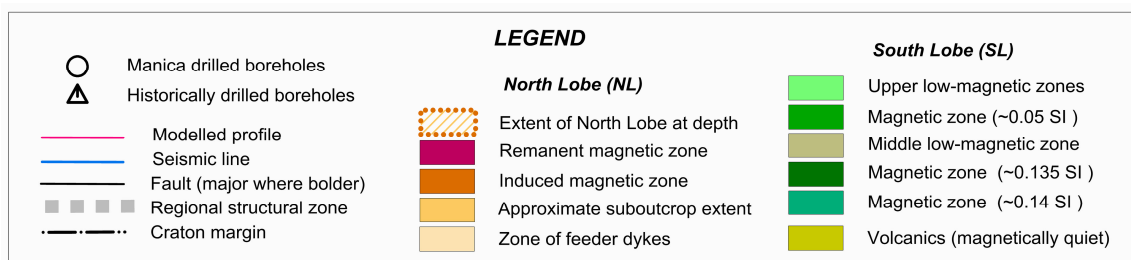 LEGEND
Manica drilled boreholes
Historically drilled boreholes
Modelled profile
Seismic line
Fault (major where bolder)
Regional structural zone
Craton margin
North Lobe (NL)
Extent of North Lobe at depth
Remanent magnetic zone
Induced magnetic zone
Approximate suboutcrop extent
Zone of feeder dykes
South Lobe (SL)
Upper low-magnetic zones
Magnetic zone (~0.05 SI )
Middle low-magnetic zone
Magnetic zone (~0.135 SI )
Magnetic zone (~0.14 SI )
Volcanics (magnetically quiet)